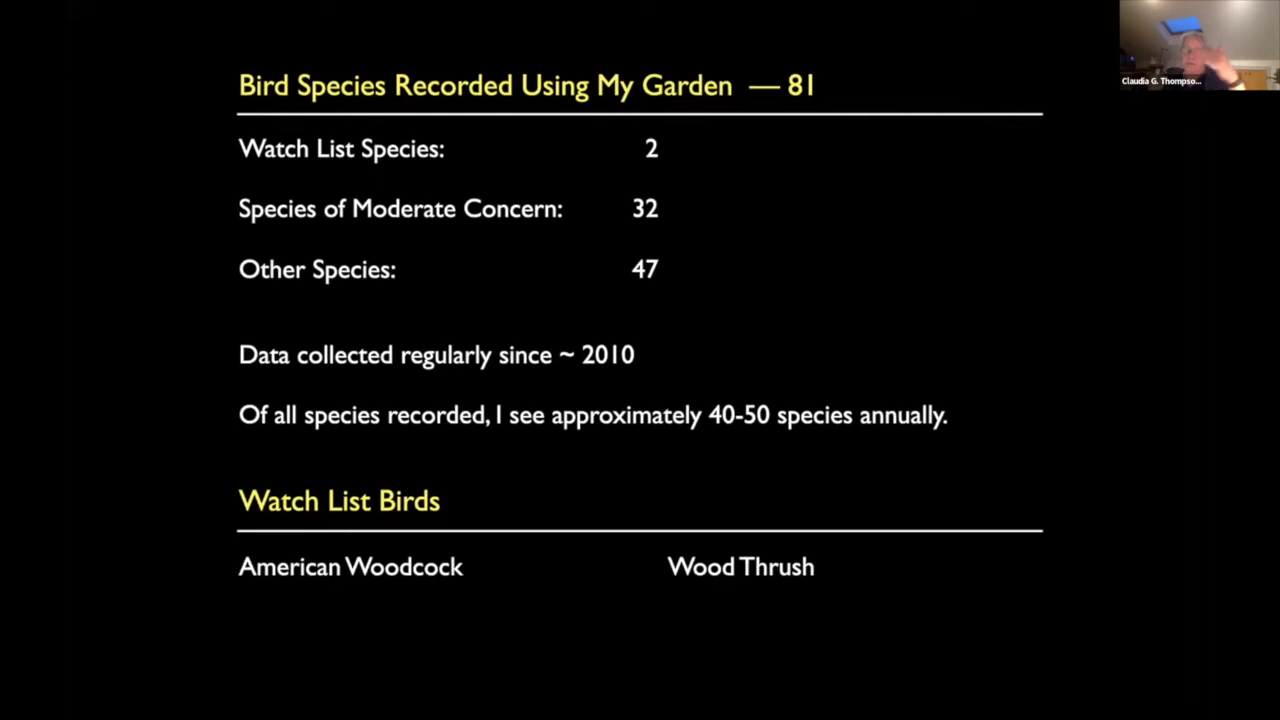 Bird Species Recorded Using My Garden — 81
Claudia G. Thompso...
Watch List Species: 2
Species of Moderate Concern: 32
Other Species: 47
Data collected regularly since ~ 2010
Of all species recorded, I see approximately 40-50 species annually.
Watch List Birds
American Woodcock Wood Thrush